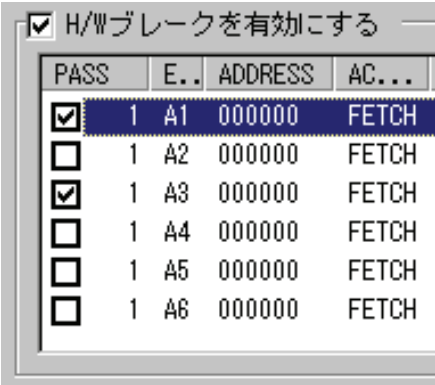 H/Wブレークを有効にする
PASS E.. ADDRESS AC...
1 A1 000000 FETCH
1 A2 000000 FETCH
1 A3 000000 FETCH
1 A4 000000 FETCH
1 A5 000000 FETCH
1 A6 000000 FETCH